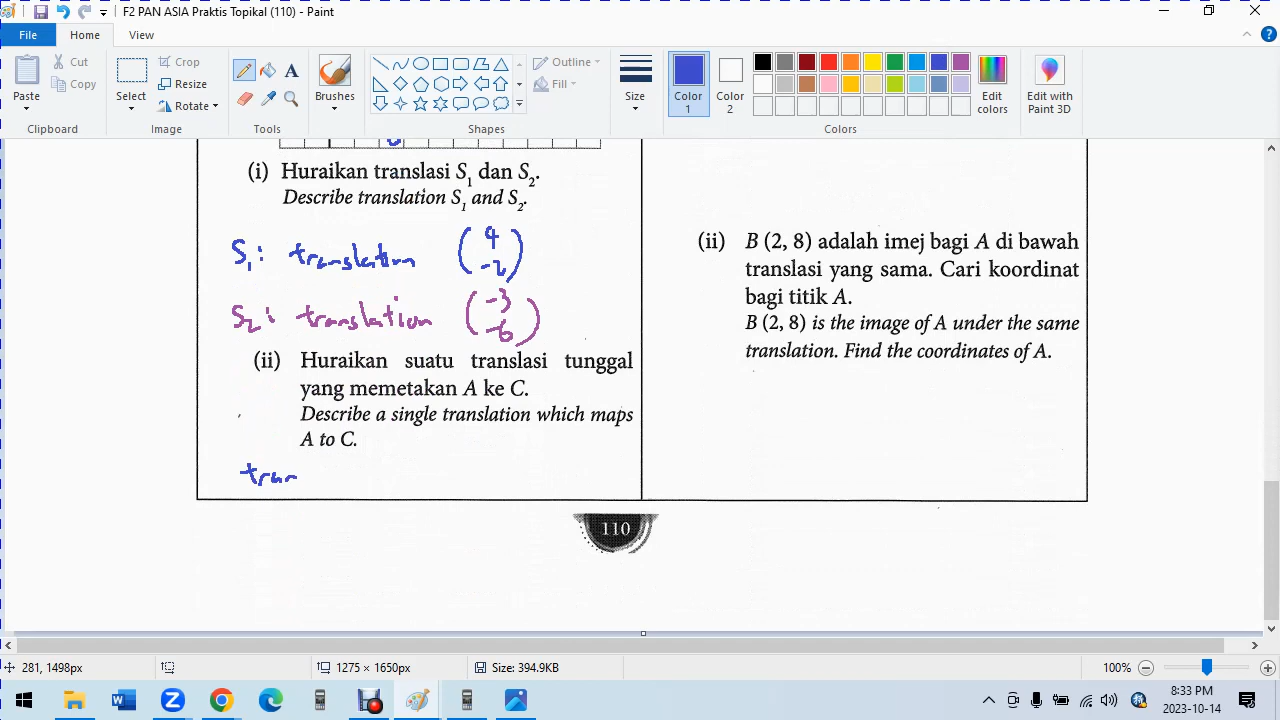 F2 PAN ASIA Praktis Topikal (110) - Paint
File Home View
Paste Cut Copy
Clipboard
Select Crop Resize Rotate
Image
A
Tools
Brushes
Outline Fill
Shapes
Size
Color 1 Color 2
Edit colors
Colors
Edit with Paint 3D
(i) Huraikan translasi S1 dan S2.
Describe translation S1 and S2.
S1: translation (4 -2)
S2: translation (-3 -6)
(ii) Huraikan suatu translasi tunggal
yang memetakan A ke C.
Describe a single translation which maps
A to C.
tran
(ii) B (2, 8) adalah imej bagi A di bawah
translasi yang sama. Cari koordinat
bagi titik A.
B (2, 8) is the image of A under the same
translation. Find the coordinates of A.
110
281, 1498px 1275 × 1650px Size: 394.9KB 100%
8:33 PM
2023-10-14